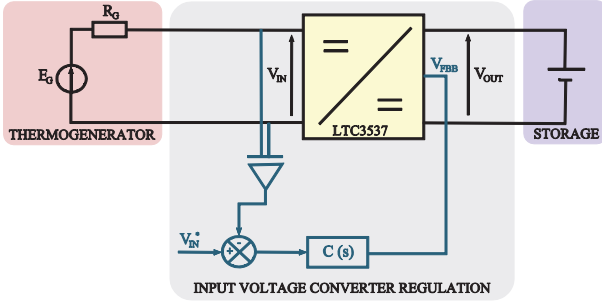 R_G
E_G
THERMOGENERATOR
V_IN
LTC3537
V_FBB
V_OUT
STORAGE
V_IN*
-
+
C (s)
INPUT VOLTAGE CONVERTER REGULATION